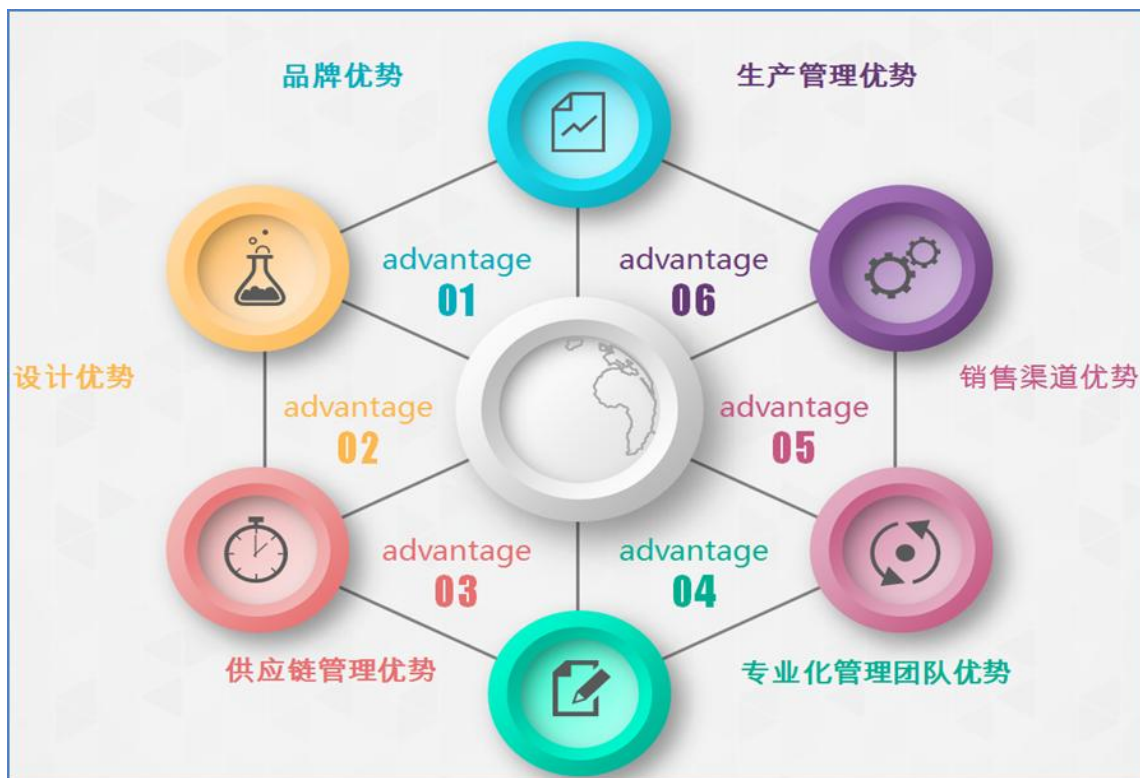 品牌优势
生产管理优势
advantage
01
advantage
06
设计优势
销售渠道优势
advantage
02
advantage
05
advantage
03
advantage
04
供应链管理优势
专业化管理团队优势